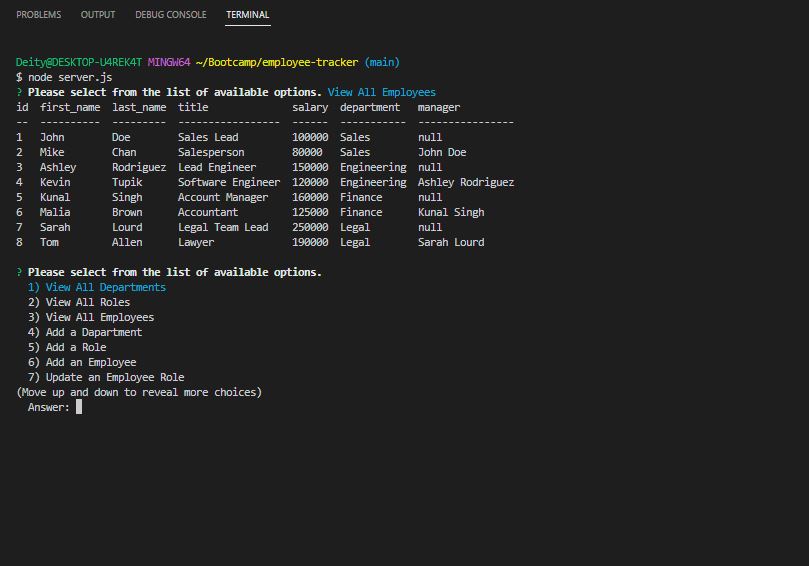 PROBLEMS OUTPUT DEBUG CONSOLE TERMINAL
Deity@DESKTOP-U4REK4T MINGW64 ~/Bootcamp/employee-tracker (main)
$ node server.js
? Please select from the list of available options. View All Employees
id  first_name  last_name  title              salary  department   manager
--  ----------  ---------  -----------------  ------  -----------  ----------------
1   John        Doe        Sales Lead         100000  Sales        null
2   Mike        Chan       Salesperson        80000   Sales        John Doe
3   Ashley      Rodriguez  Lead Engineer      150000  Engineering  null
4   Kevin       Tupik      Software Engineer  120000  Engineering  Ashley Rodriguez
5   Kunal       Singh      Account Manager    160000  Finance      null
6   Malia       Brown      Accountant         125000  Finance      Kunal Singh
7   Sarah       Lourd      Legal Team Lead    250000  Legal        null
8   Tom         Allen      Lawyer             190000  Legal        Sarah Lourd
? Please select from the list of available options.
1) View All Departments
2) View All Roles
3) View All Employees
4) Add a Dapartment
5) Add a Role
6) Add an Employee
7) Update an Employee Role
(Move up and down to reveal more choices)
Answer: